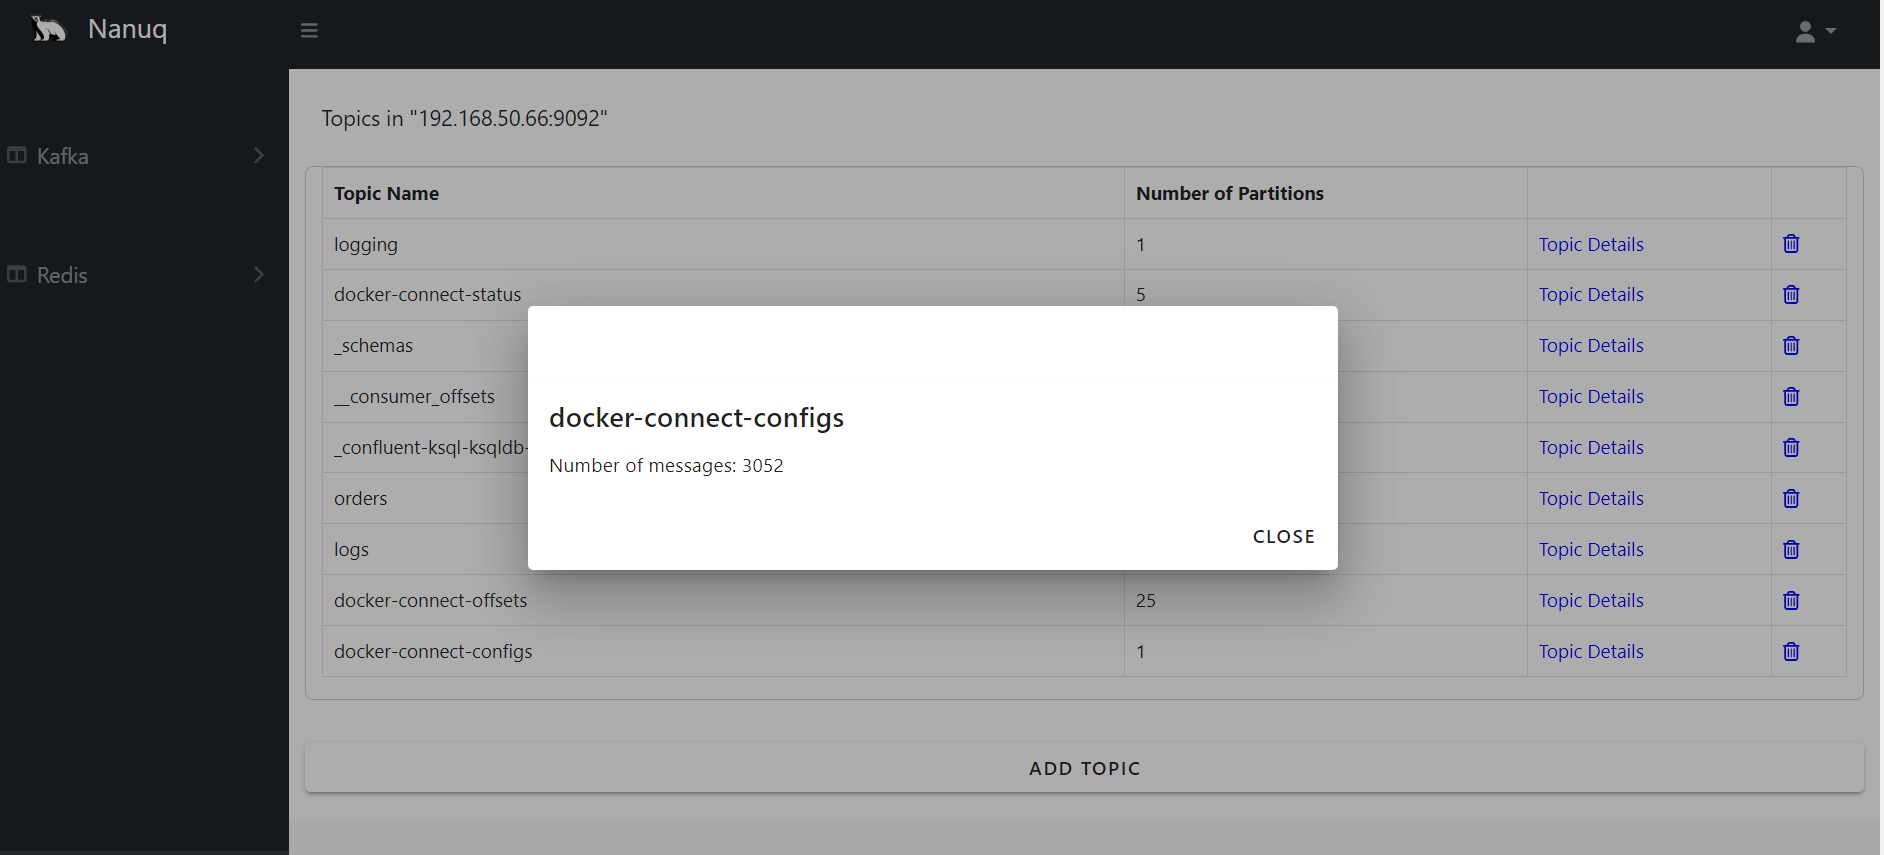 Nanuq
Kafka
Redis
Topics in "192.168.50.66:9092"
Topic Name Number of Partitions
logging 1 Topic Details
docker-connect-status 5 Topic Details
_schemas Topic Details
__consumer_offsets Topic Details
_confluent-ksql-ksqldb- Topic Details
orders Topic Details
logs Topic Details
docker-connect-offsets 25 Topic Details
docker-connect-configs 1 Topic Details
docker-connect-configs
Number of messages: 3052
CLOSE
ADD TOPIC